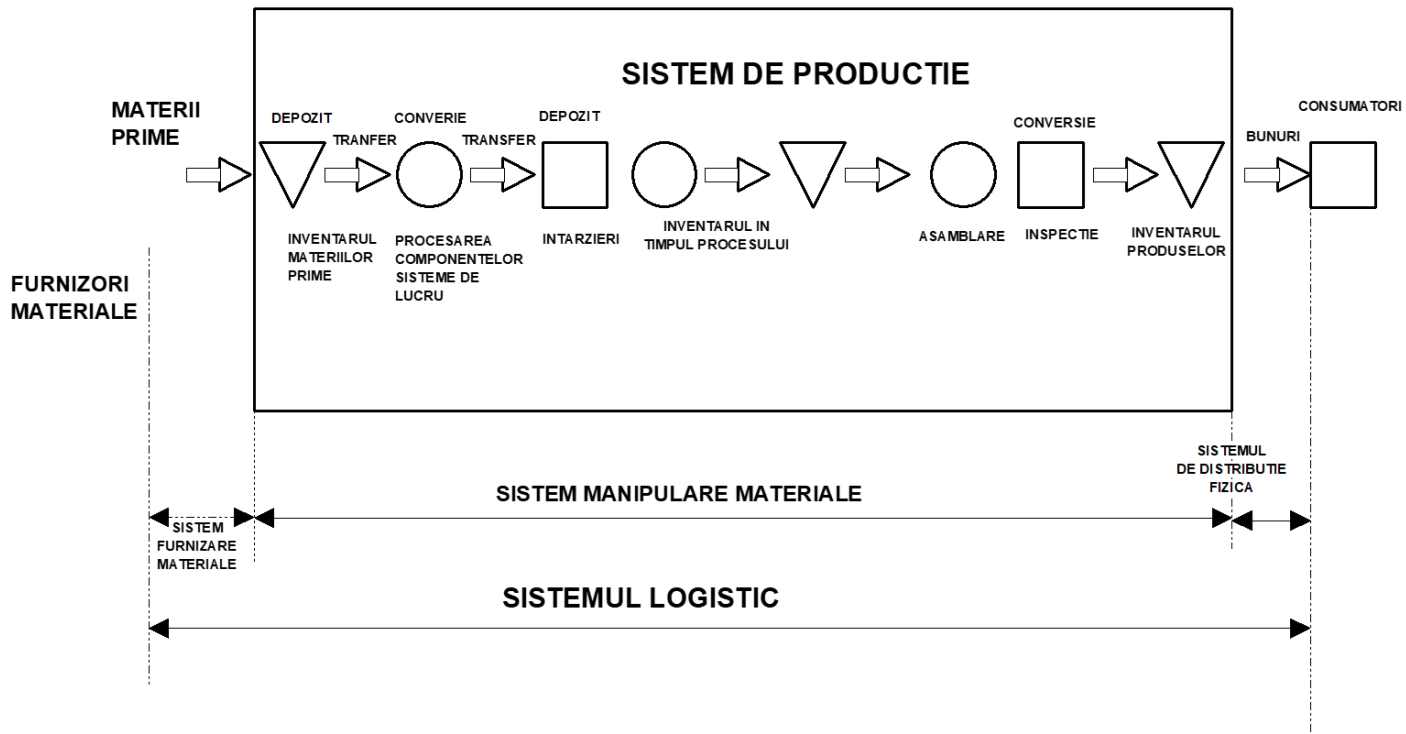 SISTEM DE PRODUCTIE
MATERII
PRIME
DEPOZIT
TRANFER
CONVERIE
TRANSFER
DEPOZIT
CONVERSIE
BUNURI
CONSUMATORI
INVENTARUL
MATERIILOR
PRIME
PROCESAREA
COMPONENTELOR
SISTEME DE
LUCRU
INTARZIERI
INVENTARUL IN
TIMPUL PROCESULUI
ASAMBLARE
INSPECTIE
INVENTARUL
PRODUSELOR
FURNIZORI
MATERIALE
SISTEM
FURNIZARE
MATERIALE
SISTEM MANIPULARE MATERIALE
SISTEMUL
DE DISTRIBUTIE
FIZICA
SISTEMUL LOGISTIC